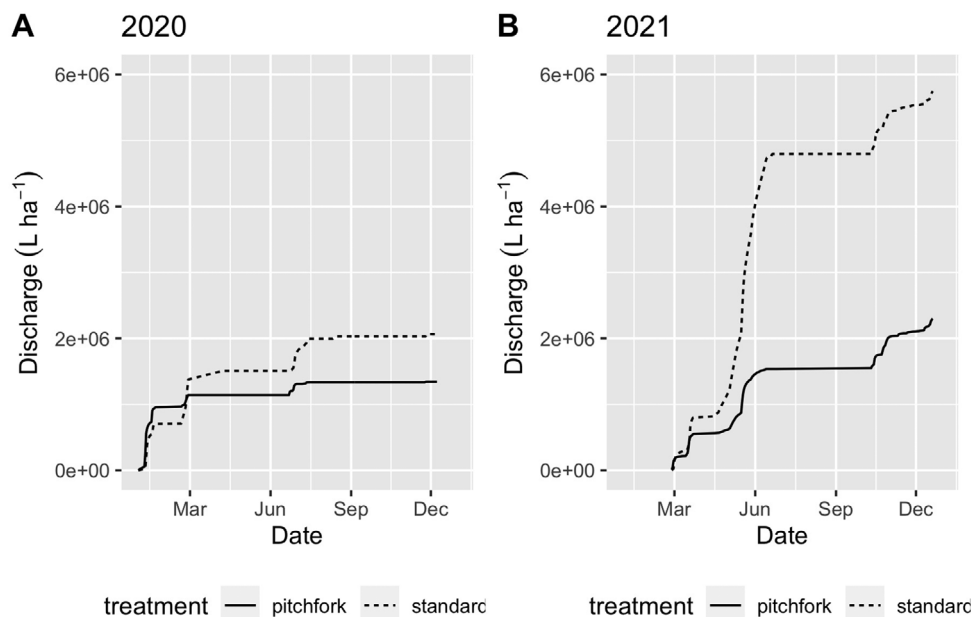 A 2020
6e+06
4e+06
2e+06
0e+00
Discharge (L ha⁻¹)
Mar Jun Sep Dec
Date
treatment pitchfork standard
B 2021
6e+06
4e+06
2e+06
0e+00
Discharge (L ha⁻¹)
Mar Jun Sep Dec
Date
treatment pitchfork standard